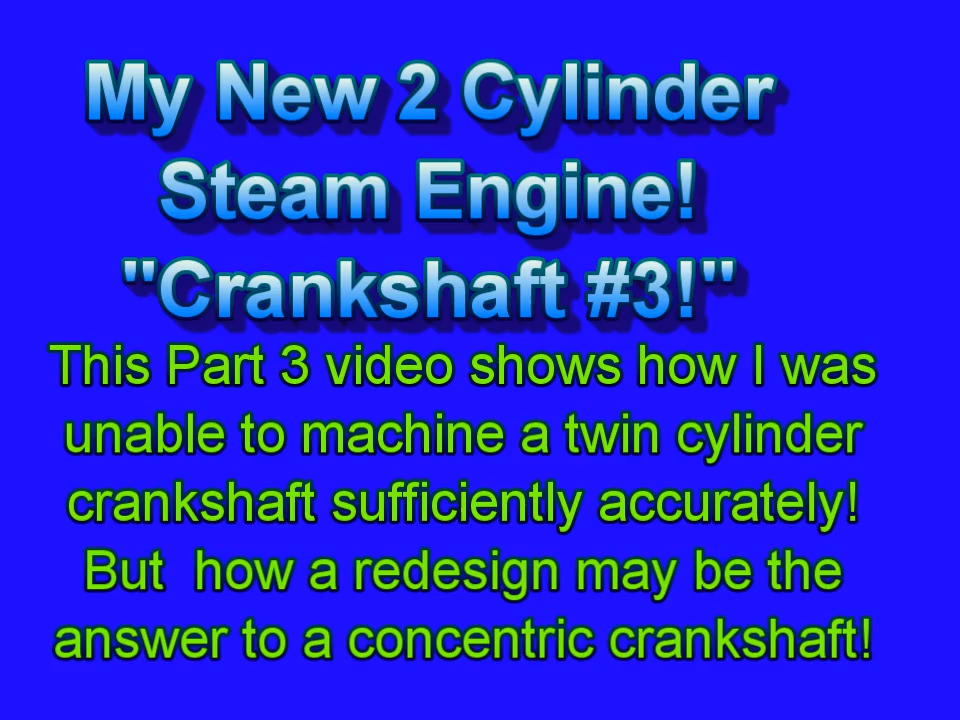 My New 2 Cylinder
Steam Engine!
"Crankshaft #3!"
This Part 3 video shows how I was
unable to machine a twin cylinder
crankshaft sufficiently accurately!
But  how a redesign may be the
answer to a concentric crankshaft!